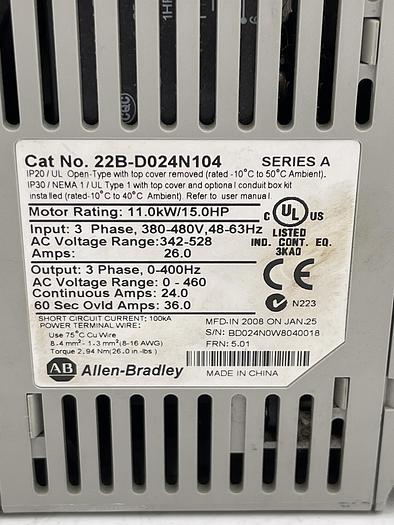 1HP
CQC
Cat No. 22B-D024N104 SERIES A
IP20 / UL Open-Type with top cover removed (rated -10°C to 50°C Ambient).
IP30 / NEMA 1 / UL Type 1 with top cover and optional conduit box kit
installed (rated-10°C to 40°C Ambient). Refer to user manual
Motor Rating: 11.0kW/15.0HP
Input: 3 Phase, 380-480V,48-63Hz
AC Voltage Range:342-528
Amps: 26.0
C UL US
LISTED
IND. CONT. EQ.
3KA0
Output: 3 Phase, 0-400Hz
AC Voltage Range: 0 - 460
Continuous Amps: 24.0
60 Sec Ovld Amps: 36.0
CE
N223
SHORT CIRCUIT CURRENT; 100kA
POWER TERMINAL WIRE:
Use 75°C Cu Wire
8.4 mm² - 1.3 mm² (8-16 AWG)
Torque 2.94 Nm(26.0 in.-lbs )
MFD.IN 2008 ON JAN.25
S/N: BD024N0W8040018
FRN: 5.01
AB Allen-Bradley
MADE IN CHINA